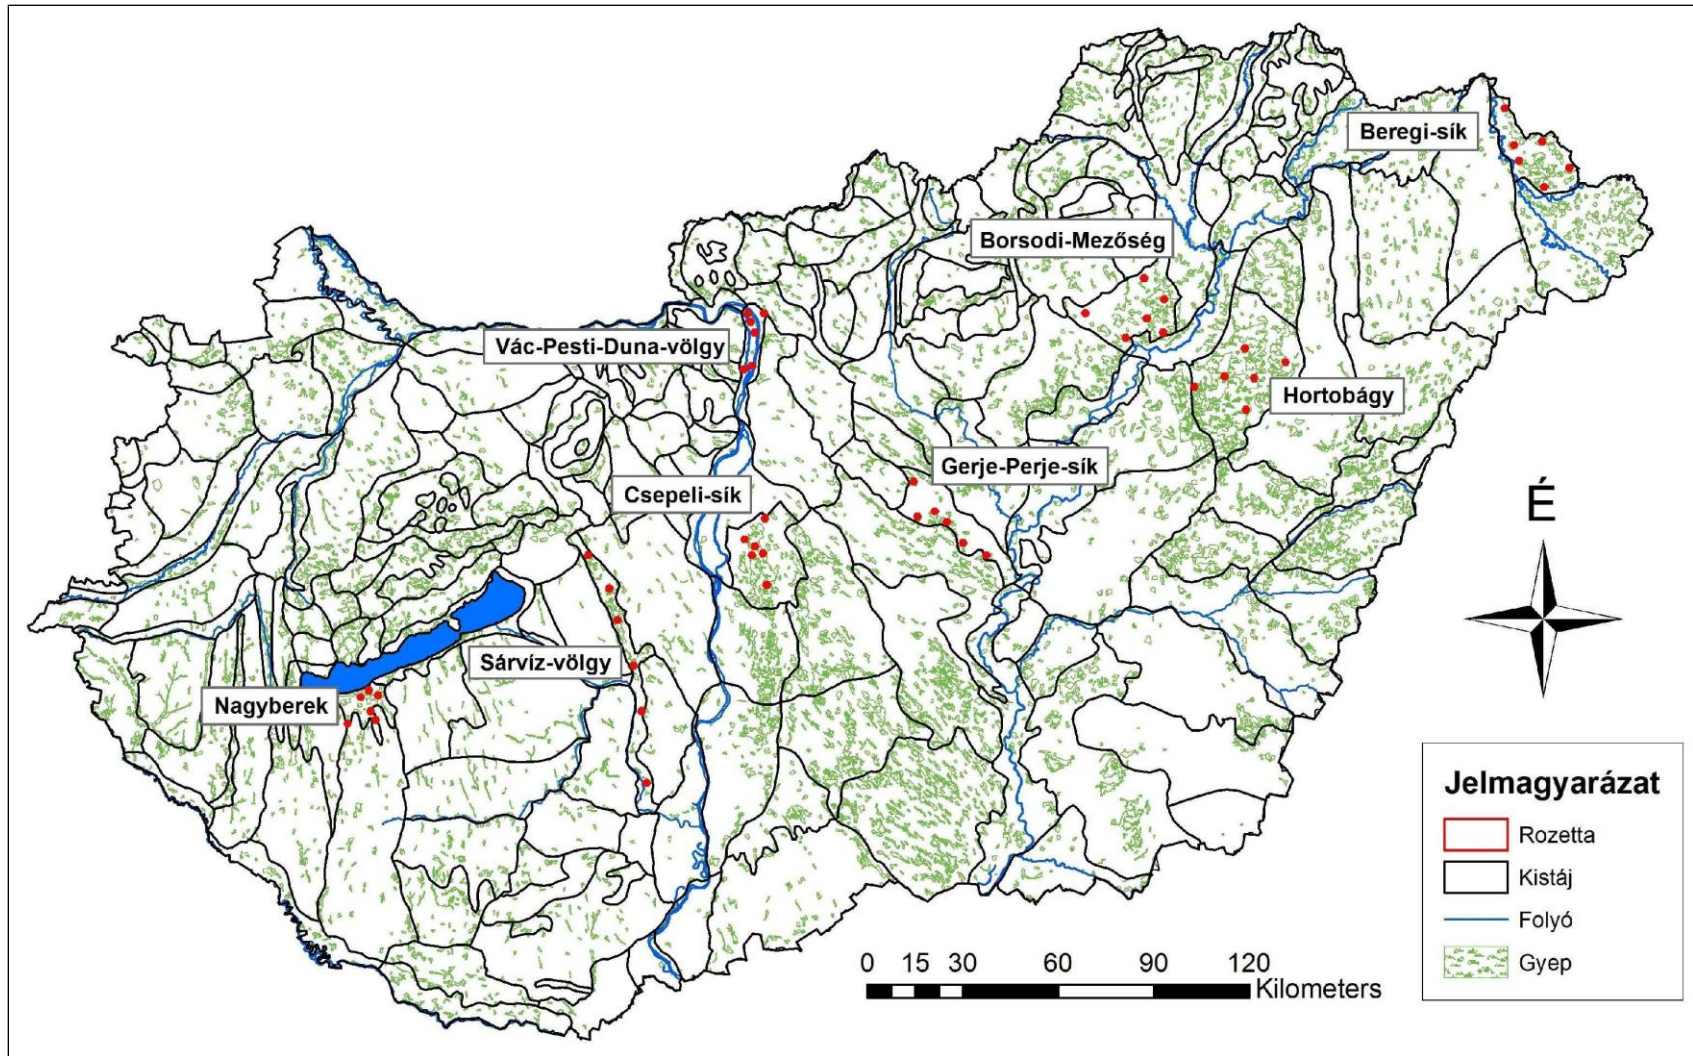 Beregi-sík
Borsodi-Mezőség
Vác-Pesti-Duna-völgy
Hortobágy
Gerje-Perje-sík
Csepeli-sík
É
Sárvíz-völgy
Nagyberek
Jelmagyarázat
Rozetta
Kistáj
Folyó
Gyep
0 15 30 60 90 120
Kilometers